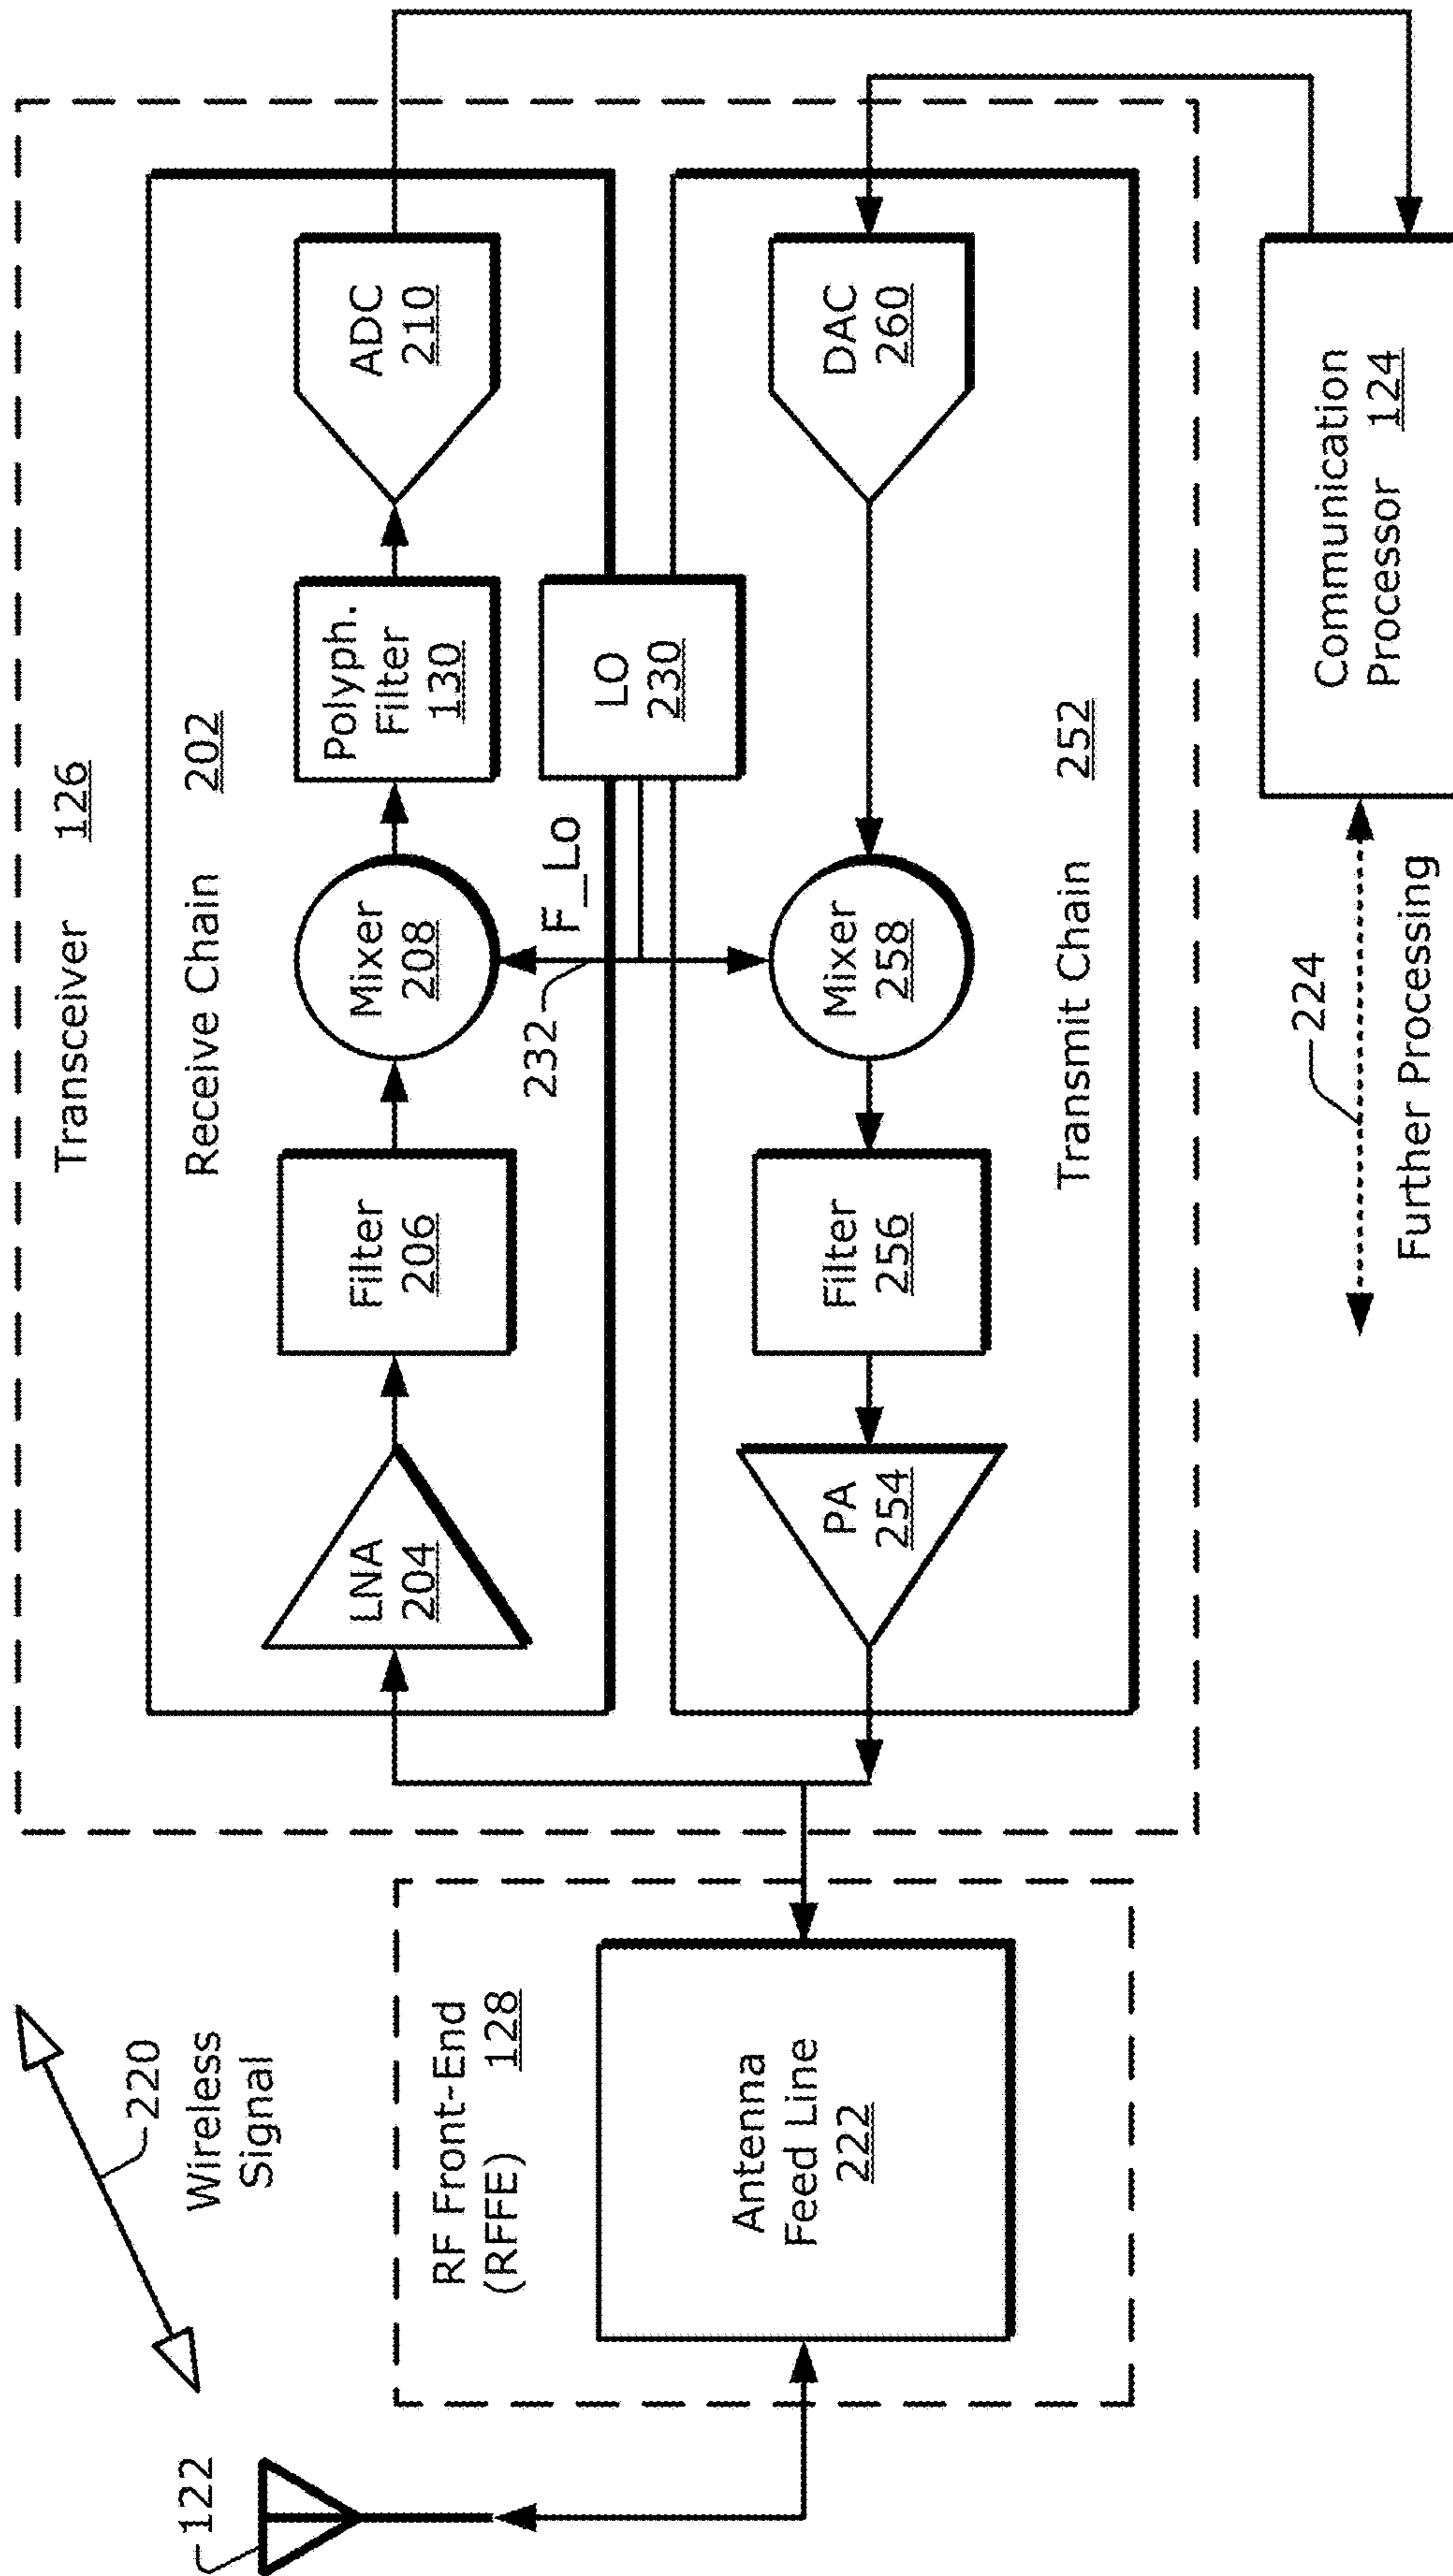 122
220
Wireless
Signal
RF Front-End
(RFFE) 128
Antenna
Feed Line
222
Transceiver 126
Receive Chain 202
LNA
204
Filter
206
Mixer
208
Polyph.
Filter
130
ADC
210
232
F_Lo
LO
230
PA
254
Filter
256
Mixer
258
DAC
260
Transmit Chain 252
224
Further Processing
Communication
Processor 124